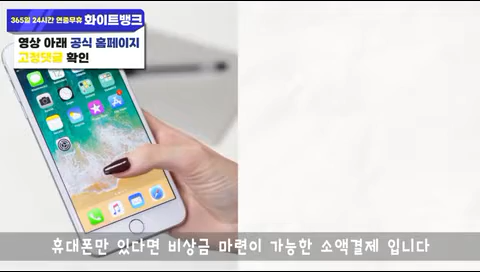 365일 24시간 연중무휴 화이트뱅크
영상 아래 공식 홈페이지
고정댓글 확인
휴대폰만 있다면 비상금 마련이 가능한 소액결제 입니다